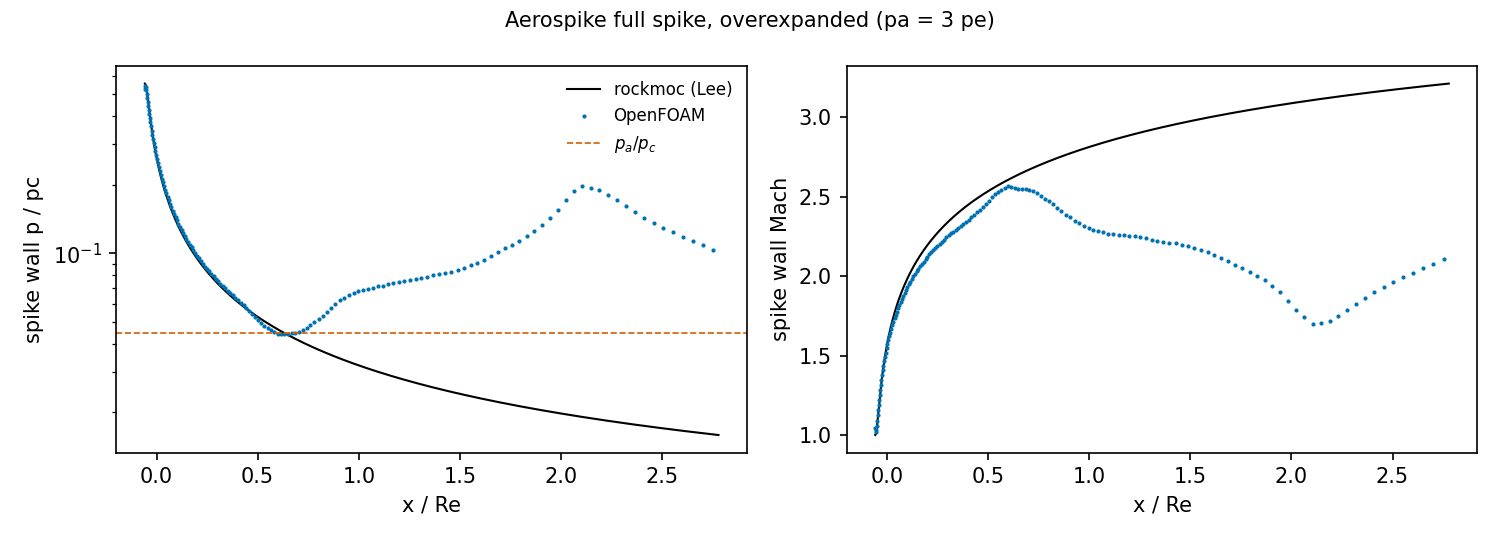 Aerospike full spike, overexpanded (pa = 3 pe)
spike wall p / pc
10⁻¹
rockmoc (Lee)
OpenFOAM
pₐ/p꜀
0.0 0.5 1.0 1.5 2.0 2.5
x / Re
spike wall Mach
3.0
2.5
2.0
1.5
1.0
0.0 0.5 1.0 1.5 2.0 2.5
x / Re